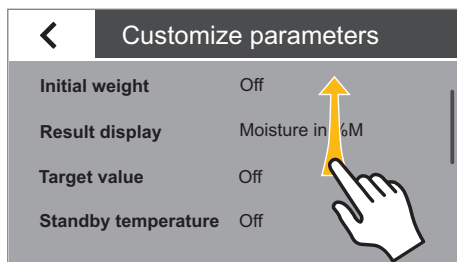 Customize parameters
Initial weight Off
Result display Moisture in %M
Target value Off
Standby temperature Off